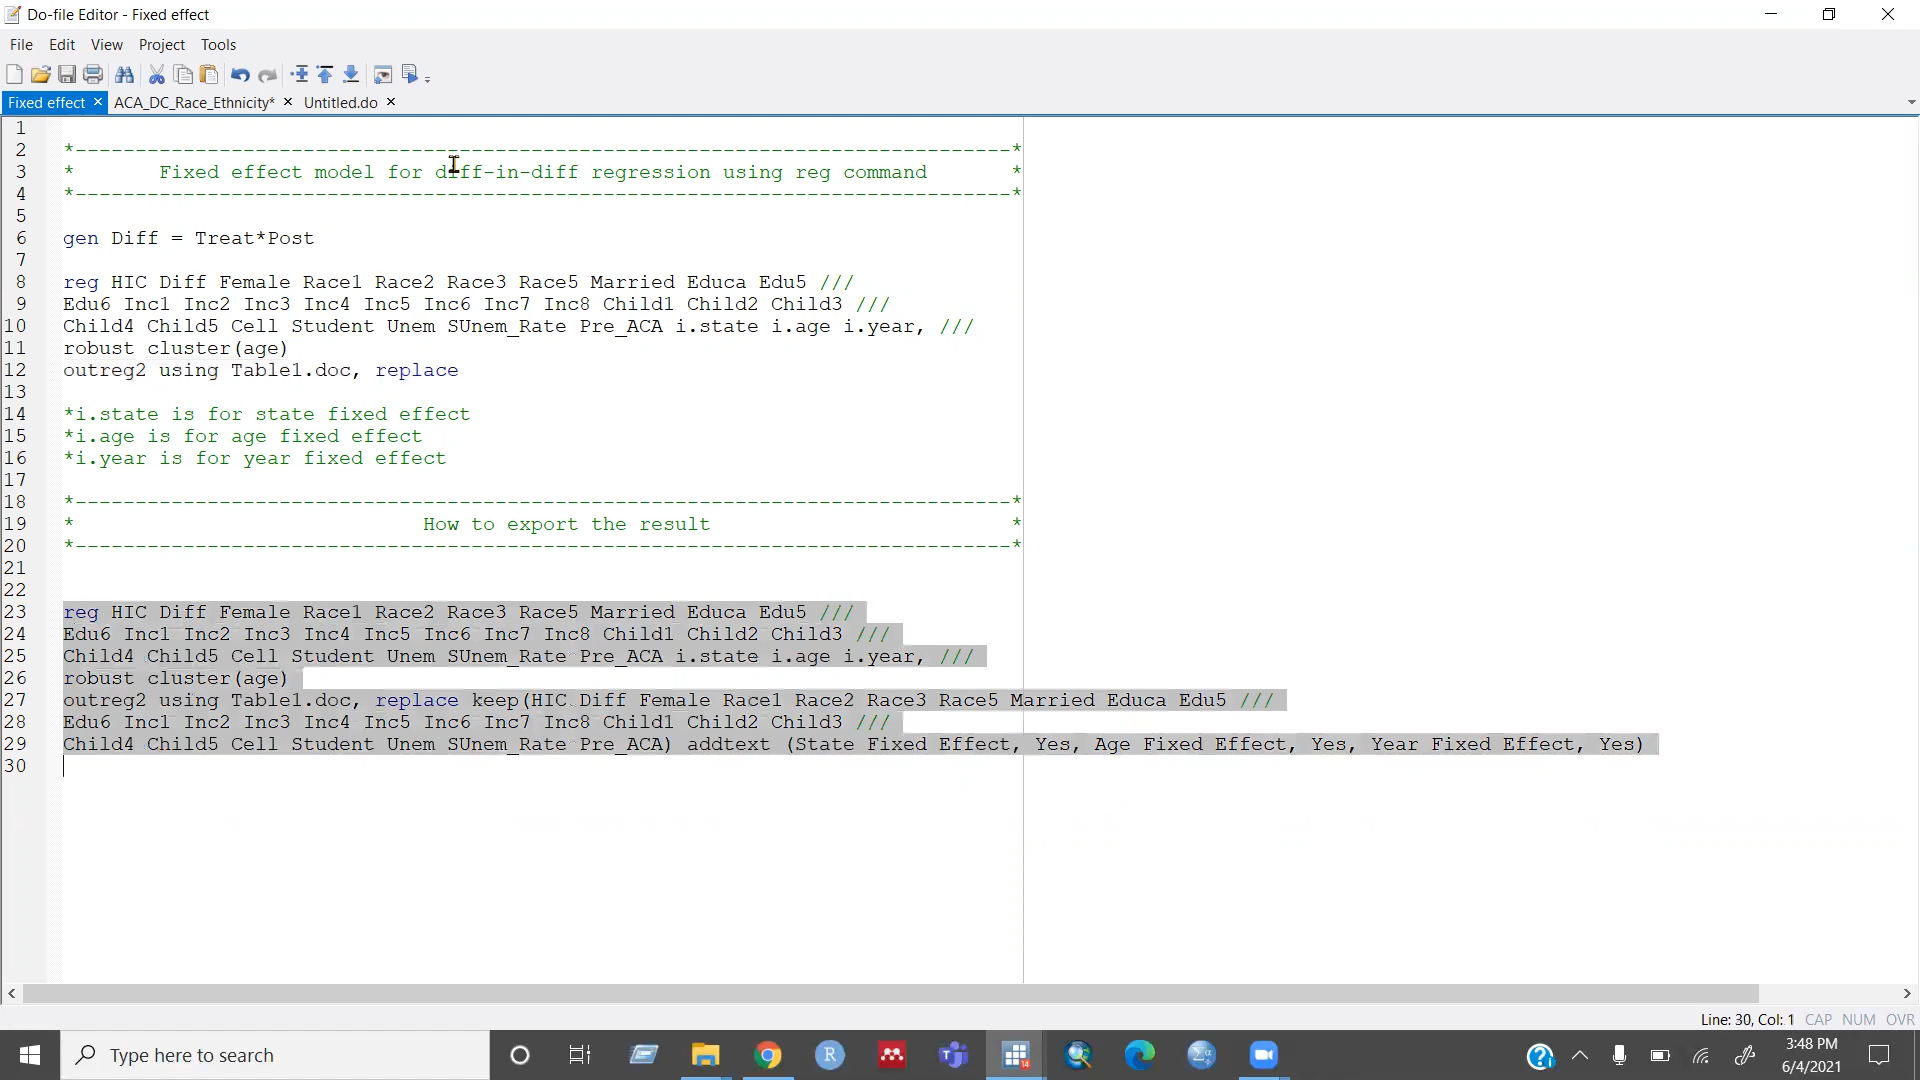 Do-file Editor - Fixed effect
File Edit View Project Tools
Fixed effect ACA_DC_Race_Ethnicity* Untitled.do
1
2 *------------------------------------------------------------------------------*
3 * Fixed effect model for diff-in-diff regression using reg command *
4 *------------------------------------------------------------------------------*
5
6 gen Diff = Treat*Post
7
8 reg HIC Diff Female Race1 Race2 Race3 Race5 Married Educa Edu5 ///
9 Edu6 Inc1 Inc2 Inc3 Inc4 Inc5 Inc6 Inc7 Inc8 Child1 Child2 Child3 ///
10 Child4 Child5 Cell Student Unem SUnem_Rate Pre_ACA i.state i.age i.year, ///
11 robust cluster(age)
12 outreg2 using Table1.doc, replace
13
14 *i.state is for state fixed effect
15 *i.age is for age fixed effect
16 *i.year is for year fixed effect
17
18 *------------------------------------------------------------------------------*
19 * How to export the result *
20 *------------------------------------------------------------------------------*
21
22
23 reg HIC Diff Female Race1 Race2 Race3 Race5 Married Educa Edu5 ///
24 Edu6 Inc1 Inc2 Inc3 Inc4 Inc5 Inc6 Inc7 Inc8 Child1 Child2 Child3 ///
25 Child4 Child5 Cell Student Unem SUnem_Rate Pre_ACA i.state i.age i.year, ///
26 robust cluster(age)
27 outreg2 using Table1.doc, replace keep(HIC Diff Female Race1 Race2 Race3 Race5 Married Educa Edu5 ///
28 Edu6 Inc1 Inc2 Inc3 Inc4 Inc5 Inc6 Inc7 Inc8 Child1 Child2 Child3 ///
29 Child4 Child5 Cell Student Unem SUnem_Rate Pre_ACA) addtext (State Fixed Effect, Yes, Age Fixed Effect, Yes, Year Fixed Effect, Yes)
30
Line: 30, Col: 1 CAP NUM OVR
Type here to search
R
14
Σα
3:48 PM
6/4/2021